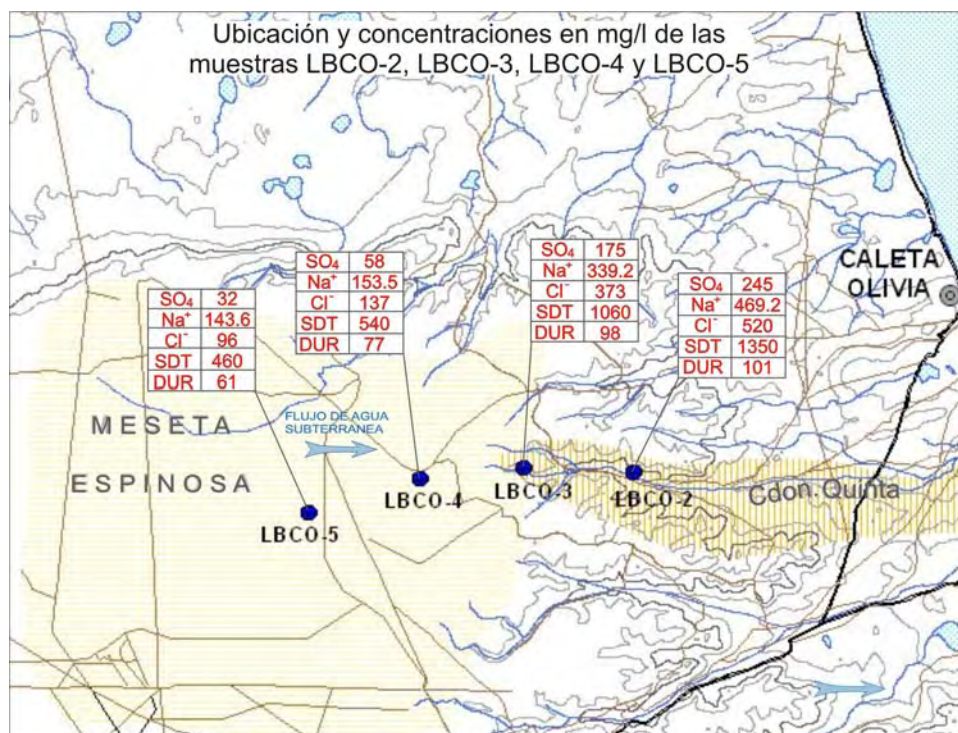 Ubicación y concentraciones en mg/l de las
muestras LBCO-2, LBCO-3, LBCO-4 y LBCO-5
CALETA
OLIVIA
SO₄ 32
Na⁺ 143.6
Cl⁻ 96
SDT 460
DUR 61
SO₄ 58
Na⁺ 153.5
Cl⁻ 137
SDT 540
DUR 77
SO₄ 175
Na⁺ 339.2
Cl⁻ 373
SDT 1060
DUR 98
SO₄ 245
Na⁺ 469.2
Cl⁻ 520
SDT 1350
DUR 101
MESETA
ESPINOSA
FLUJO DE AGUA
SUBTERRANEA
LBCO-5
LBCO-4
LBCO-3
LBCO-2
Cdon. Quinta